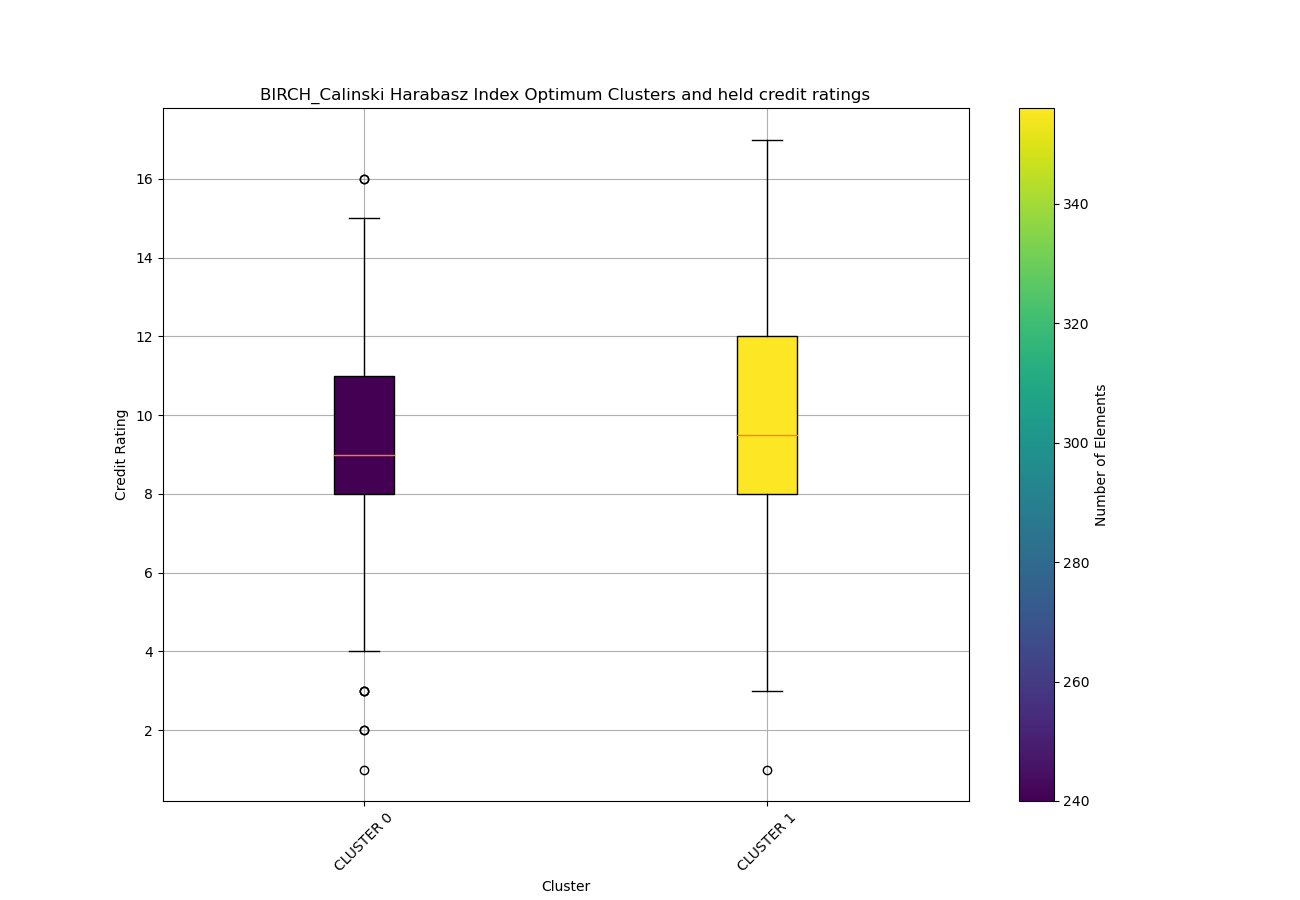 BIRCH_Calinski Harabasz Index Optimum Clusters and held credit ratings
Credit Rating
16
14
12
10
8
6
4
2
CLUSTER 0
CLUSTER 1
Cluster
340
320
300
280
260
240
Number of Elements